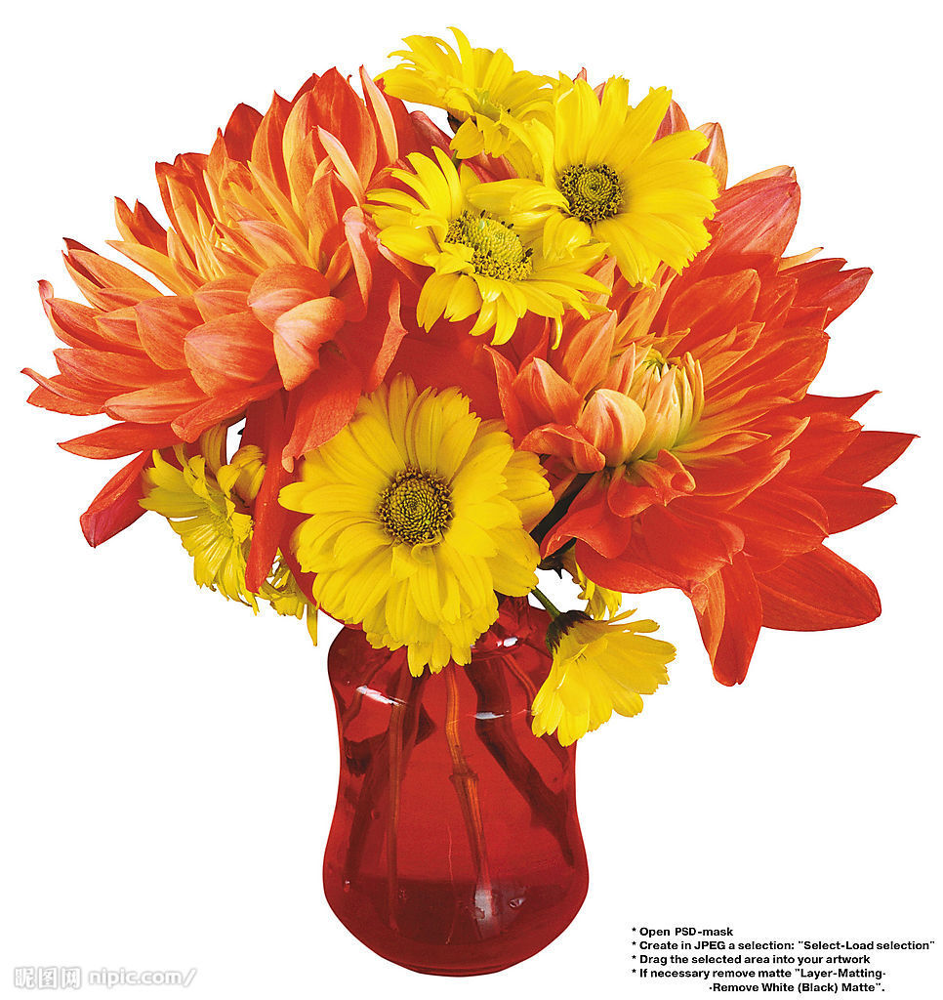 * Open PSD-mask
* Create in JPEG a selection: "Select-Load selection"
* Drag the selected area into your artwork
* If necessary remove matte "Layer-Matting-
-Remove White (Black) Matte".
昵图网 nipic.com/